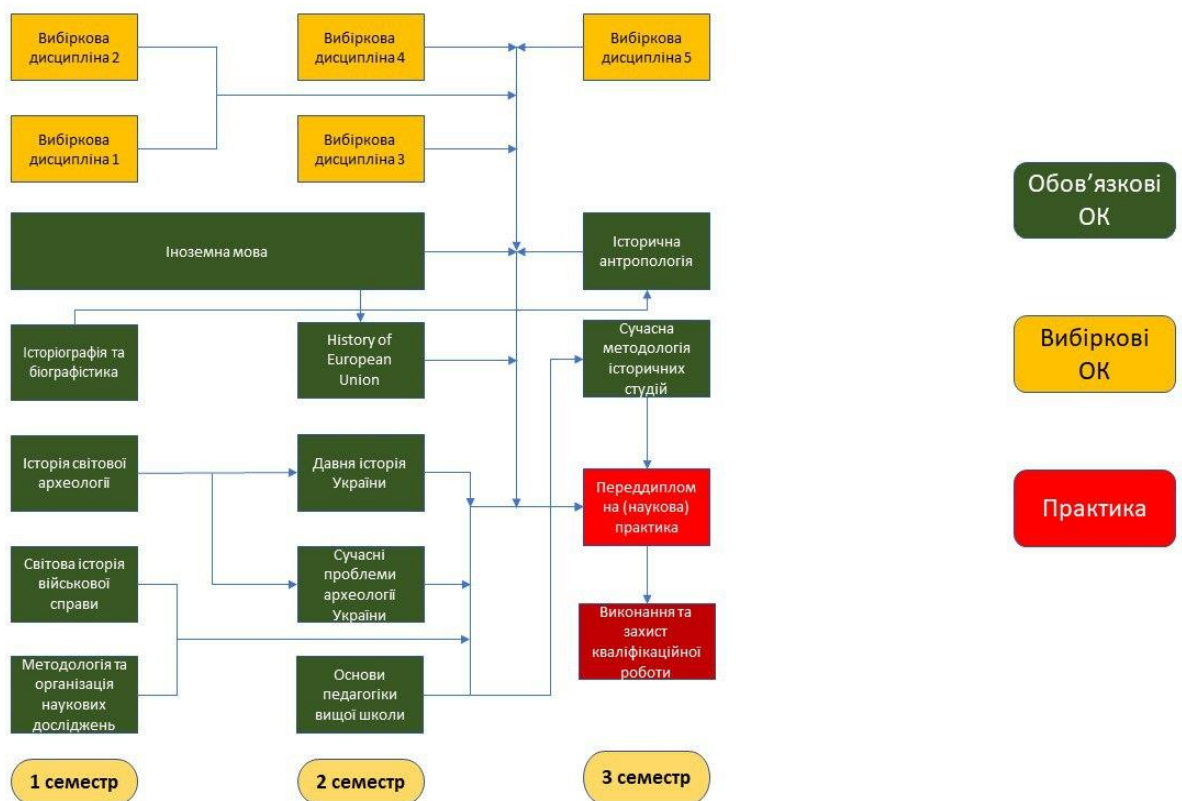 Вибіркова
дисципліна 2
Вибіркова
дисципліна 4
Вибіркова
дисципліна 5
Вибіркова
дисципліна 1
Вибіркова
дисципліна 3
Обов’язкові
ОК
Іноземна мова
Історична
антропологія
Історіографія та
біографістика
History of
European
Union
Сучасна
методологія
історичних
студій
Вибіркові
ОК
Історія світової
археології
Давня історія
України
Переддиплом
на (наукова)
практика
Практика
Світова історія
військової
справи
Сучасні
проблеми
археології
України
Виконання та
захист
кваліфікаційної
роботи
Методологія та
організація
наукових
досліджень
Основи
педагогіки
вищої школи
1 семестр
2 семестр
3 семестр